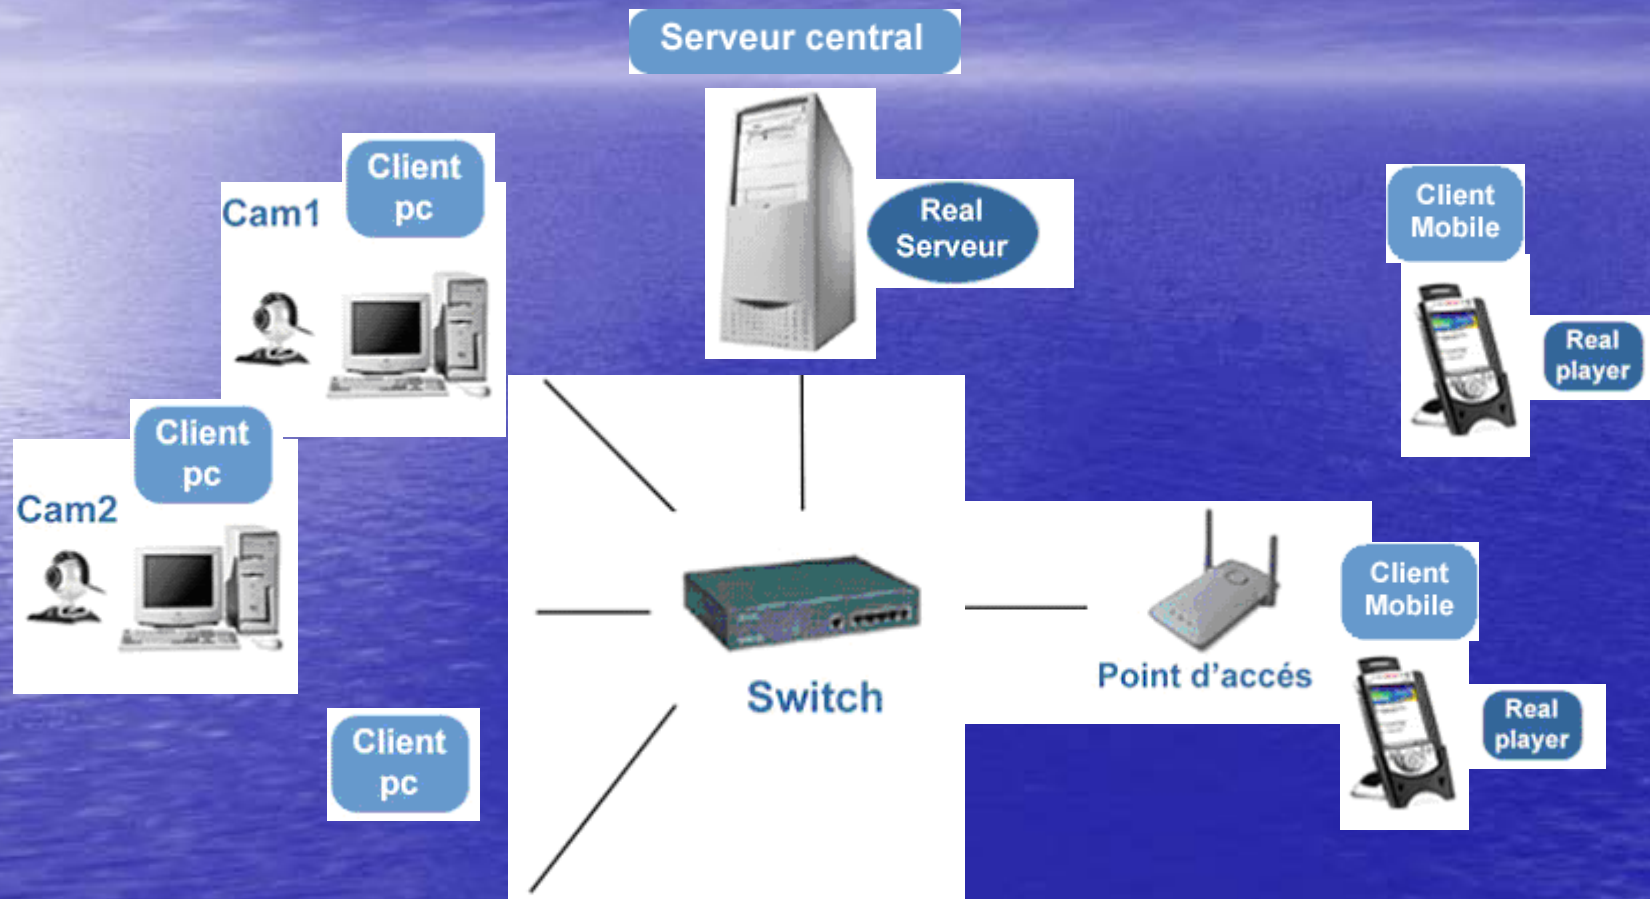 Serveur central
Client
pc
Cam1
Real
Serveur
Client
Mobile
Real
player
Client
pc
Cam2
Client
Mobile
Point d'accés
Switch
Real
player
Client
pc